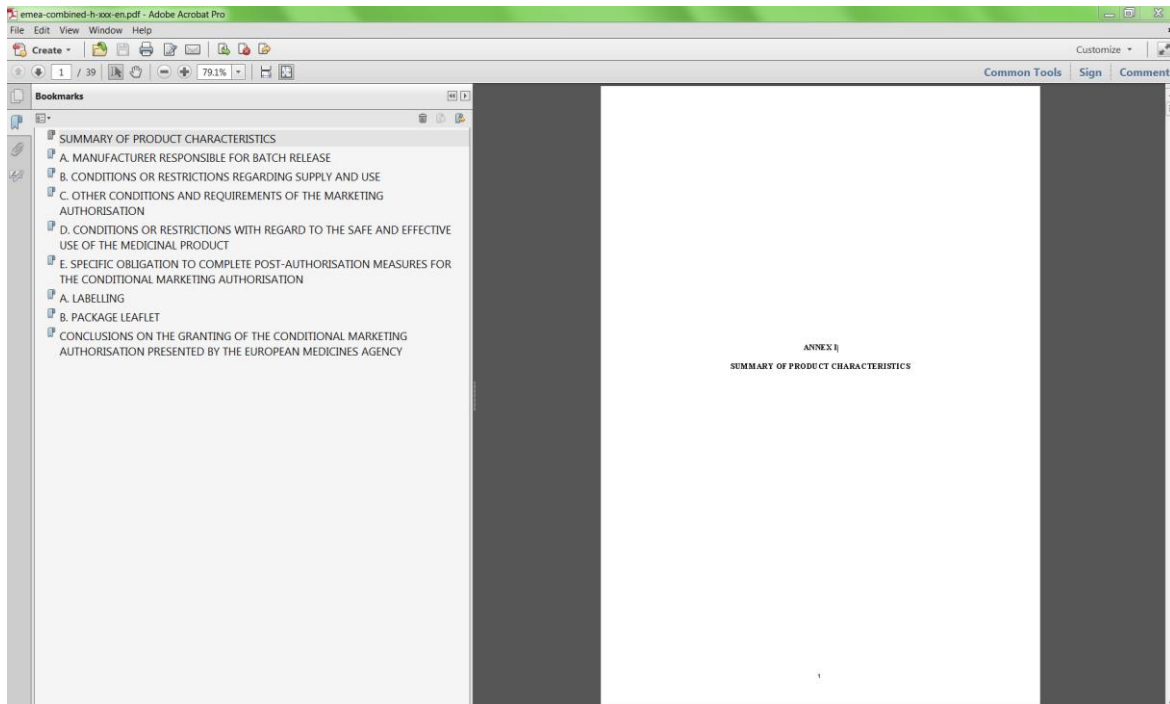 emea-combined-h-xxx-en.pdf - Adobe Acrobat Pro
File Edit View Window Help
Create
Customize
1 / 39
79.1%
Common Tools Sign Comment
Bookmarks
SUMMARY OF PRODUCT CHARACTERISTICS
A. MANUFACTURER RESPONSIBLE FOR BATCH RELEASE
B. CONDITIONS OR RESTRICTIONS REGARDING SUPPLY AND USE
C. OTHER CONDITIONS AND REQUIREMENTS OF THE MARKETING
AUTHORISATION
D. CONDITIONS OR RESTRICTIONS WITH REGARD TO THE SAFE AND EFFECTIVE
USE OF THE MEDICINAL PRODUCT
E. SPECIFIC OBLIGATION TO COMPLETE POST-AUTHORISATION MEASURES FOR
THE CONDITIONAL MARKETING AUTHORISATION
A. LABELLING
B. PACKAGE LEAFLET
CONCLUSIONS ON THE GRANTING OF THE CONDITIONAL MARKETING
AUTHORISATION PRESENTED BY THE EUROPEAN MEDICINES AGENCY
ANNEX I
SUMMARY OF PRODUCT CHARACTERISTICS
1